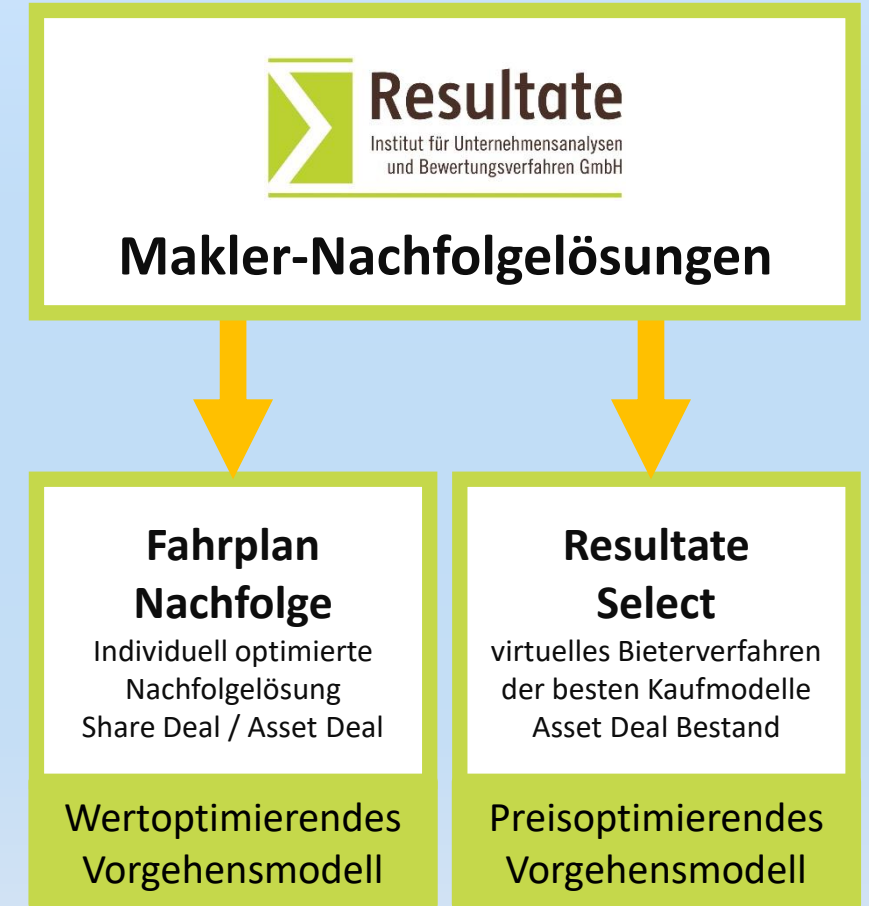 Resultate
Institut für Unternehmensanalysen
und Bewertungsverfahren GmbH
Makler-Nachfolgelösungen
Fahrplan
Nachfolge
Individuell optimierte
Nachfolgelösung
Share Deal / Asset Deal
Wertoptimierendes
Vorgehensmodell
Resultate
Select
virtuelles Bieterverfahren
der besten Kaufmodelle
Asset Deal Bestand
Preisoptimierendes
Vorgehensmodell